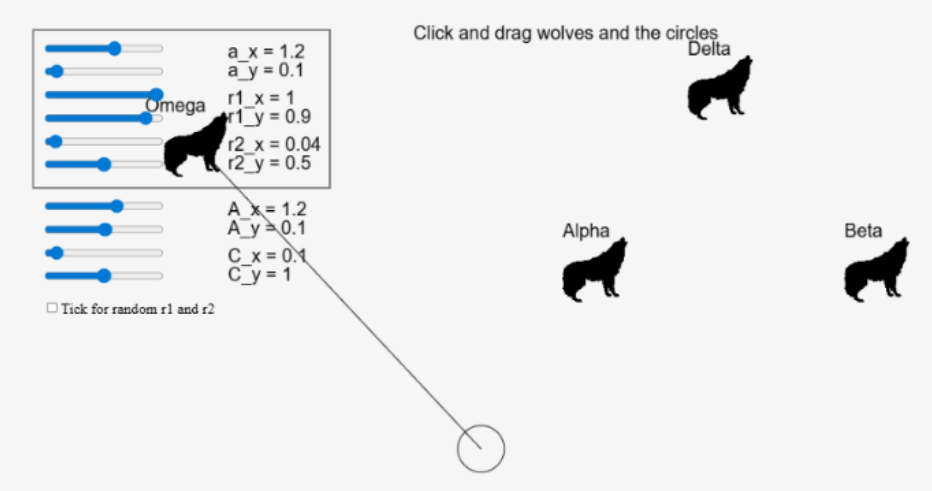 Click and drag wolves and the circles
Delta
a_x = 1.2
a_y = 0.1
r1_x = 1
Omega
r1_y = 0.9
r2_x = 0.04
r2_y = 0.5
A_x = 1.2
A_y = 0.1
C_x = 0.1
C_y = 1
Alpha
Beta
Tick for random r1 and r2